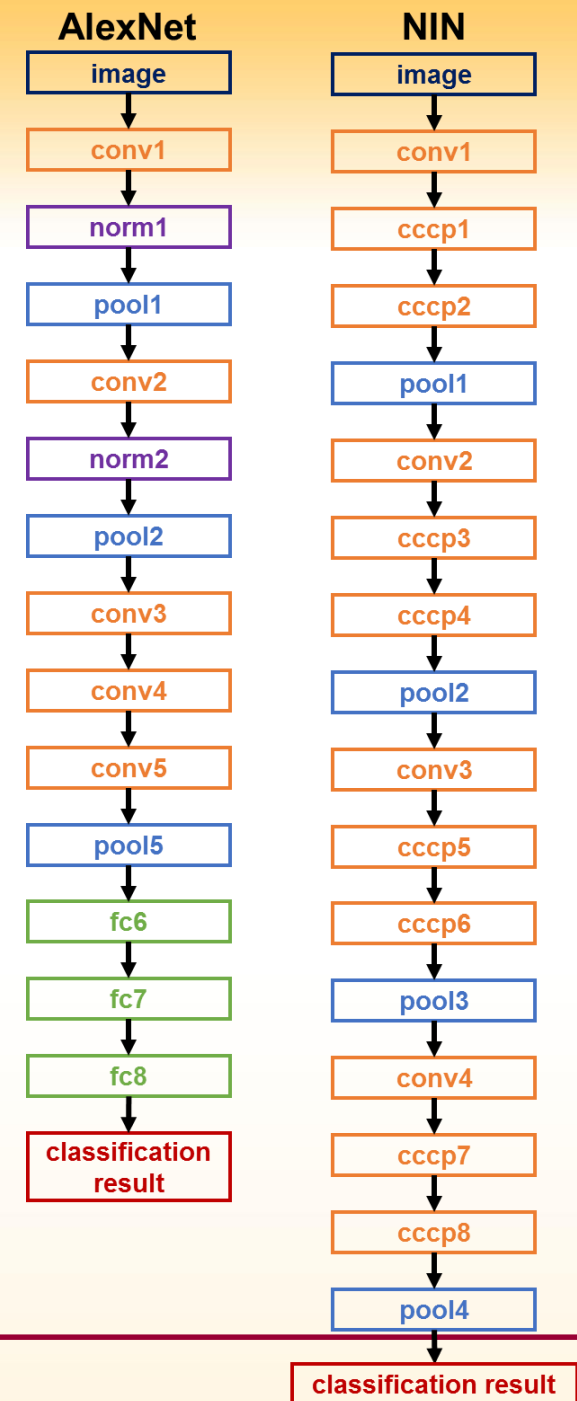 AlexNet
image
conv1
norm1
pool1
conv2
norm2
pool2
conv3
conv4
conv5
pool5
fc6
fc7
fc8
classification
result
NIN
image
conv1
cccp1
cccp2
pool1
conv2
cccp3
cccp4
pool2
conv3
cccp5
cccp6
pool3
conv4
cccp7
cccp8
pool4
classification result